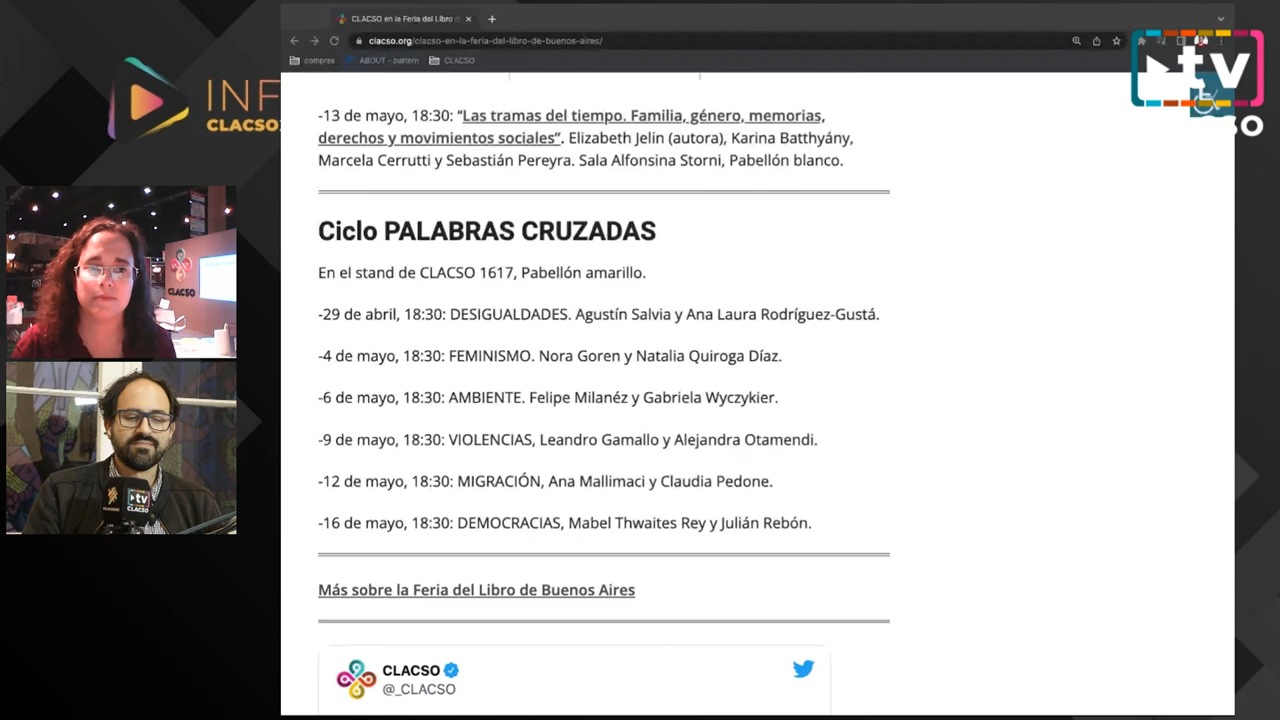 CLACSO en la Feria del Libro d
clacso.org/clacso-en-la-feria-del-libro-de-buenos-aires/
compras
ABOUT - pattern
CLACSO
tv
SO
INF
CLACSO
-13 de mayo, 18:30: “Las tramas del tiempo. Familia, género, memorias,
derechos y movimientos sociales”. Elizabeth Jelin (autora), Karina Batthyány,
Marcela Cerrutti y Sebastián Pereyra. Sala Alfonsina Storni, Pabellón blanco.
Ciclo PALABRAS CRUZADAS
En el stand de CLACSO 1617, Pabellón amarillo.
-29 de abril, 18:30: DESIGUALDADES. Agustín Salvia y Ana Laura Rodríguez-Gustá.
-4 de mayo, 18:30: FEMINISMO. Nora Goren y Natalia Quiroga Díaz.
-6 de mayo, 18:30: AMBIENTE. Felipe Milanéz y Gabriela Wyczykier.
-9 de mayo, 18:30: VIOLENCIAS, Leandro Gamallo y Alejandra Otamendi.
-12 de mayo, 18:30: MIGRACIÓN, Ana Mallimaci y Claudia Pedone.
-16 de mayo, 18:30: DEMOCRACIAS, Mabel Thwaites Rey y Julián Rebón.
Más sobre la Feria del Libro de Buenos Aires
CLACSO
@_CLACSO
CLACSO
tv
CLACSO